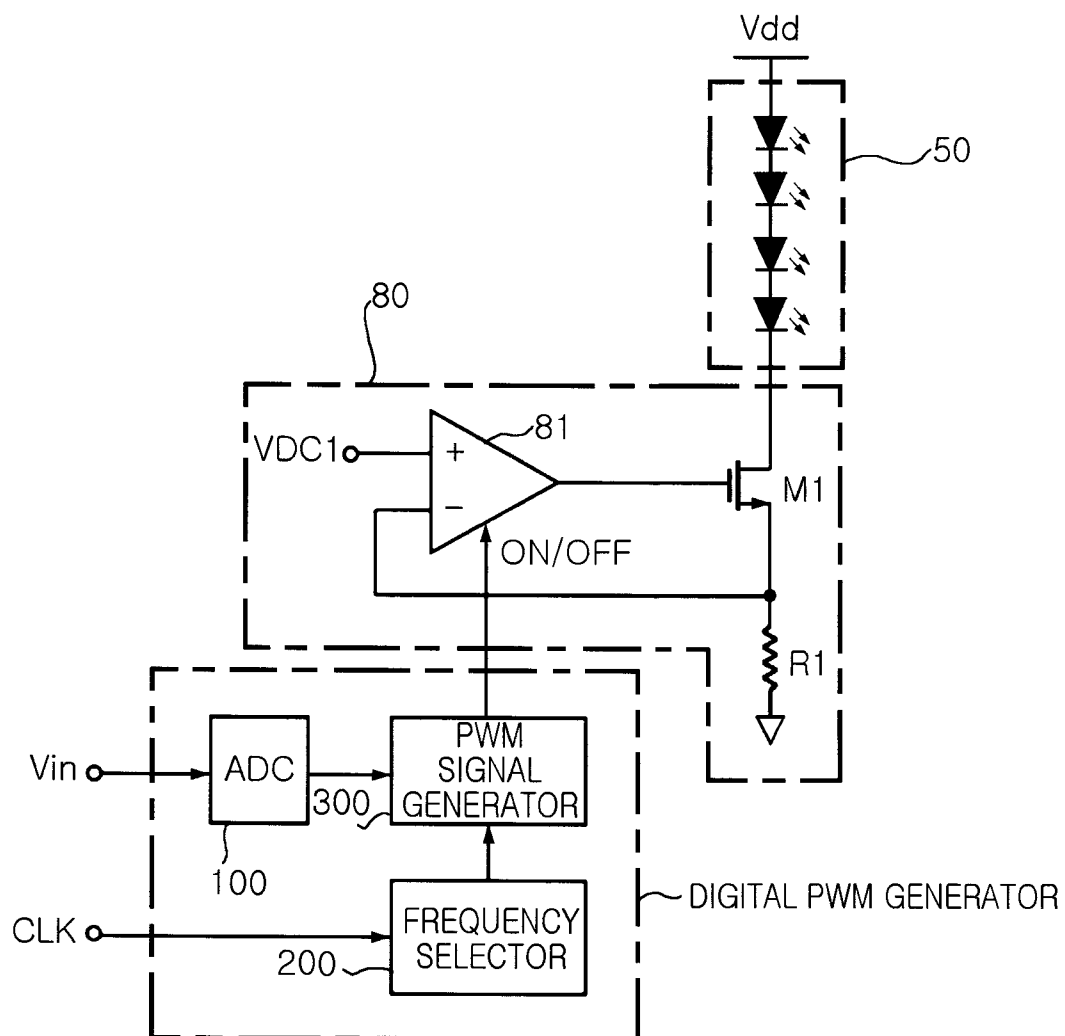 Vdd
50
80
81
VDC1
+
−
M1
ON/OFF
R1
PWM
SIGNAL
GENERATOR
ADC
Vin
300
100
DIGITAL PWM GENERATOR
FREQUENCY
SELECTOR
CLK
200